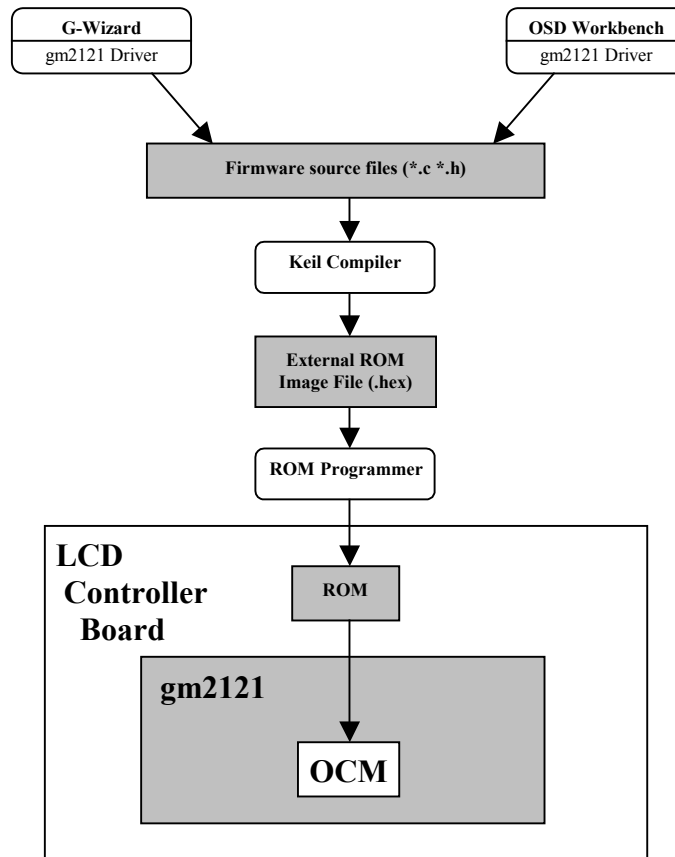 G-Wizard
gm2121 Driver
OSD Workbench
gm2121 Driver
Firmware source files (*.c *.h)
Keil Compiler
External ROM
Image File (.hex)
ROM Programmer
LCD
Controller
Board
ROM
gm2121
OCM